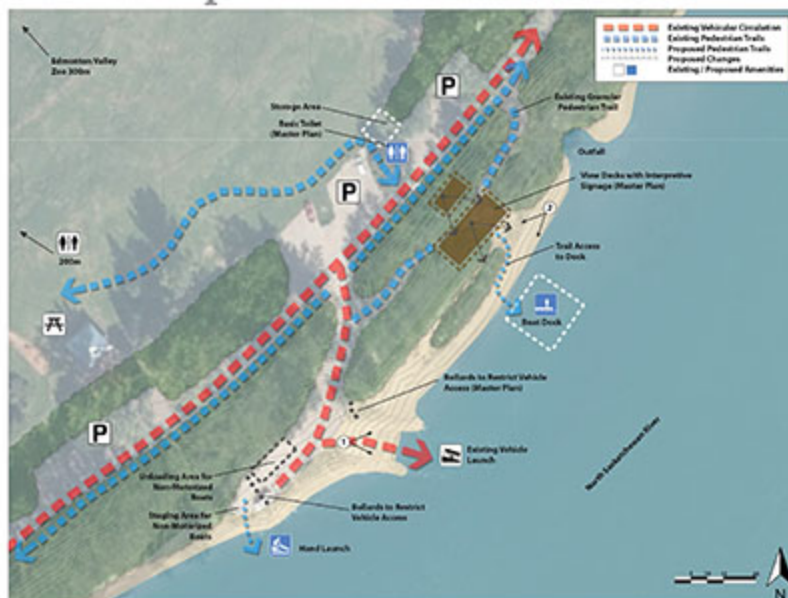 Existing Vehicular Circulation
Existing Pedestrian Trails
Proposed Pedestrian Trails
Proposed Changes
Existing / Proposed Amenities
Edmonton Valley
Zoo 300m
P
Storage Area
Basic Toilet
(Master Plan)
Existing Granular
Pedestrian Trail
Outfall
View Decks with Interpretive
Signage (Master Plan)
P
2
200m
Trail Access
to Dock
Boat Dock
Bollards to Restrict Vehicle
Access (Master Plan)
P
1
Existing Vehicle
Launch
North Saskatchewan River
Unloading Area for
Non-Motorized
Boats
Staging Area for
Non-Motorized
Boats
Bollards to Restrict
Vehicle Access
Hand Launch
N